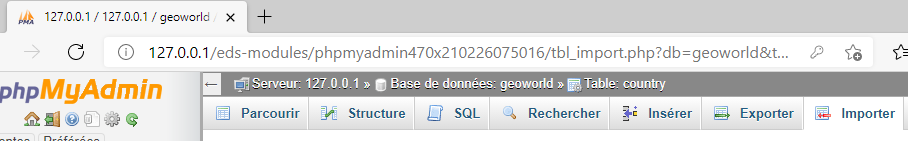 127.0.0.1 / 127.0.0.1 / geoworld
127.0.0.1/eds-modules/phpmyadmin470x210226075016/tbl_import.php?db=geoworld&t...
phpMyAdmin
Serveur: 127.0.0.1 » Base de données: geoworld » Table: country
Parcourir Structure SQL Rechercher Insérer Exporter Importer
Préférées